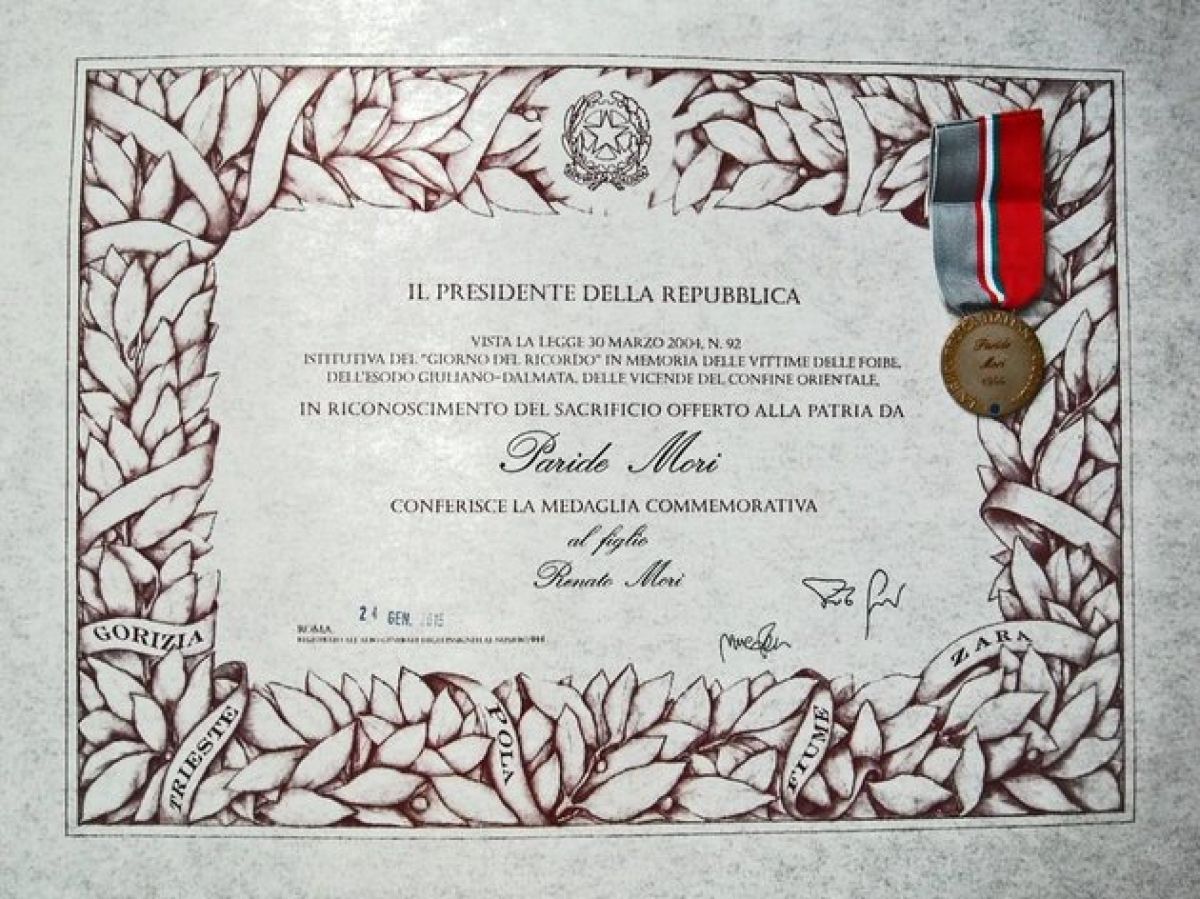 IL PRESIDENTE DELLA REPUBBLICA
VISTA LA LEGGE 30 MARZO 2004, N. 92
ISTITUTIVA DEL "GIORNO DEL RICORDO" IN MEMORIA DELLE VITTIME DELLE FOIBE,
DELL'ESODO GIULIANO-DALMATA, DELLE VICENDE DEL CONFINE ORIENTALE,
IN RICONOSCIMENTO DEL SACRIFICIO OFFERTO ALLA PATRIA DA
Paride Mori
CONFERISCE LA MEDAGLIA COMMEMORATIVA
al figlio
Renato Mori
24 GEN. 2015
ROMA
GORIZIA
TRIESTE
POLA
FIUME
ZARA
Paride
Mori
1944